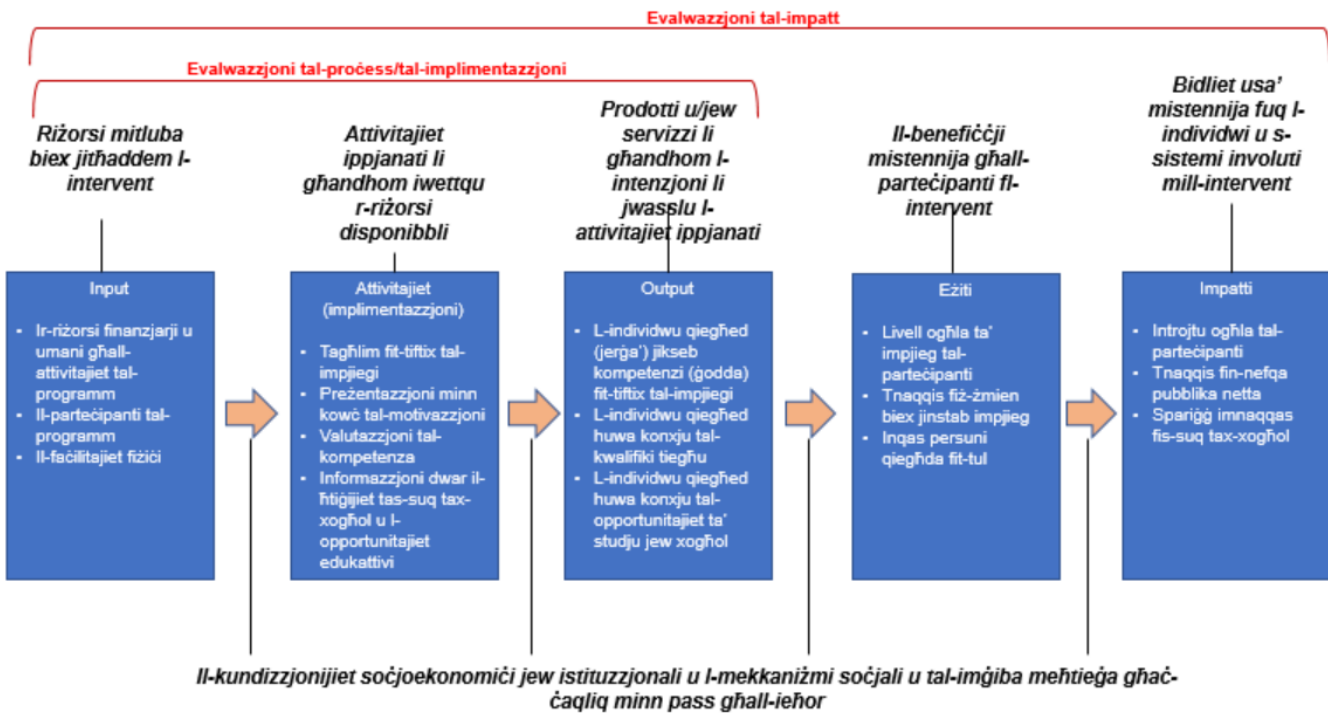 Evalwazzjoni tal-impatt
Evalwazzjoni tal-proċess/tal-implimentazzjoni
Riżorsi mitluba
biex jitħaddem l-
intervent
Attivitajiet
ippjanati li
għandhom iwettqu
r-riżorsi
disponibbli
Prodotti u/jew
servizzi li
għandhom l-
intenzjoni li
jwasslu l-
attivitajiet ippjanati
Il-benefiċċji
mistennija għall-
parteċipanti fl-
intervent
Bidliet usa'
mistennija fuq l-
individwi u s-
sistemi involuti
mill-intervent
Input
- Ir-riżorsi finanzjarji u
umani għall-
attivitajiet tal-
programm
- Il-parteċipanti tal-
programm
- Il-faċilitajiet fiżiċi
Attivitajiet
(implimentazzjoni)
- Tagħlim fit-tiftix tal-
impjiegi
- Preżentazzjoni minn
kowċ tal-motivazzjoni
- Valutazzjoni tal-
kompetenza
- Informazzjoni dwar il-
ħtiġijiet tas-suq tax-
xogħol u l-
opportunitajiet
edukattivi
Output
- L-individwu qiegħed
(jerġa') jikseb
kompetenzi (ġodda)
fit-tiftix tal-impjiegi
- L-individwu qiegħed
huwa konxju tal-
kwalifiki tiegħu
- L-individwu qiegħed
huwa konxju tal-
opportunitajiet ta'
studju jew xogħol
Eżiti
- Livell ogħla ta'
impjieg tal-
parteċipanti
- Tnaqqis fiż-żmien
biex jinstab impjieg
- Inqas persuni
qiegħda fit-tul
Impatti
- Introjtu ogħla tal-
parteċipanti
- Tnaqqis fin-nefqa
pubblika netta
- Spariġġ imnaqqas
fis-suq tax-xogħol
Il-kundizzjonijiet soċjoekonomiċi jew istituzzjonali u l-mekkaniżmi soċjali u tal-imġiba meħtieġa għaċ-
ċaqliq minn pass għall-ieħor